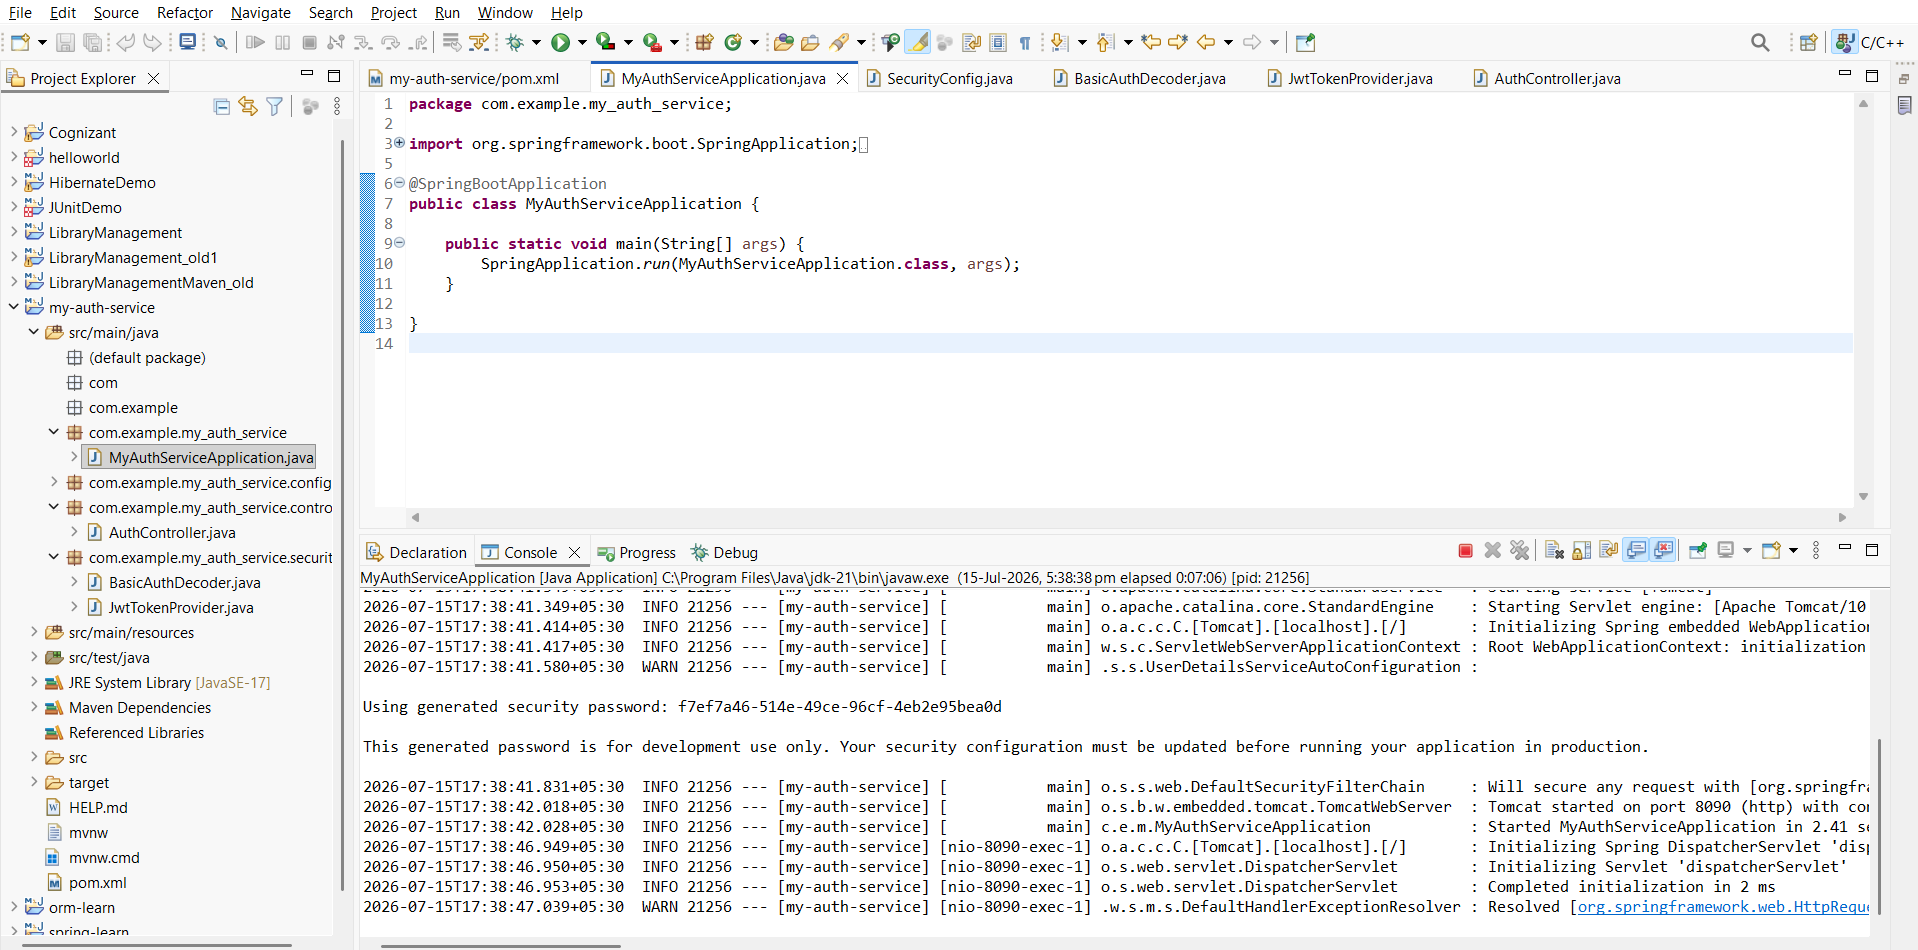 File Edit Source Refactor Navigate Search Project Run Window Help
C/C++
Project Explorer
Cognizant
helloworld
HibernateDemo
JUnitDemo
LibraryManagement
LibraryManagement_old1
LibraryManagementMaven_old
my-auth-service
src/main/java
(default package)
com
com.example
com.example.my_auth_service
MyAuthServiceApplication.java
com.example.my_auth_service.config
com.example.my_auth_service.contro
AuthController.java
com.example.my_auth_service.securit
BasicAuthDecoder.java
JwtTokenProvider.java
src/main/resources
src/test/java
JRE System Library [JavaSE-17]
Maven Dependencies
Referenced Libraries
src
target
HELP.md
mvnw
mvnw.cmd
pom.xml
orm-learn
spring-learn
my-auth-service/pom.xml MyAuthServiceApplication.java SecurityConfig.java BasicAuthDecoder.java JwtTokenProvider.java AuthController.java
1 package com.example.my_auth_service;
2
3 import org.springframework.boot.SpringApplication;
5
6 @SpringBootApplication
7 public class MyAuthServiceApplication {
8
9 public static void main(String[] args) {
10 SpringApplication.run(MyAuthServiceApplication.class, args);
11 }
12
13 }
14
Declaration Console Progress Debug
MyAuthServiceApplication [Java Application] C:\Program Files\Java\jdk-21\bin\javaw.exe (15-Jul-2026, 5:38:38 pm elapsed 0:07:06) [pid: 21256]
2026-07-15T17:38:41.349+05:30 INFO 21256 --- [my-auth-service] [ main] o.apache.catalina.core.StandardEngine : Starting Servlet engine: [Apache Tomcat/10
2026-07-15T17:38:41.414+05:30 INFO 21256 --- [my-auth-service] [ main] o.a.c.c.C.[Tomcat].[localhost].[/] : Initializing Spring embedded WebApplication
2026-07-15T17:38:41.417+05:30 INFO 21256 --- [my-auth-service] [ main] w.s.c.ServletWebServerApplicationContext : Root WebApplicationContext: initialization
2026-07-15T17:38:41.580+05:30 WARN 21256 --- [my-auth-service] [ main] .s.s.UserDetailsServiceAutoConfiguration :
Using generated security password: f7ef7a46-514e-49ce-96cf-4eb2e95bea0d
This generated password is for development use only. Your security configuration must be updated before running your application in production.
2026-07-15T17:38:41.831+05:30 INFO 21256 --- [my-auth-service] [ main] o.s.s.web.DefaultSecurityFilterChain : Will secure any request with [org.springfra
2026-07-15T17:38:42.018+05:30 INFO 21256 --- [my-auth-service] [ main] o.s.b.w.embedded.tomcat.TomcatWebServer : Tomcat started on port 8090 (http) with con
2026-07-15T17:38:42.028+05:30 INFO 21256 --- [my-auth-service] [ main] c.e.m.MyAuthServiceApplication : Started MyAuthServiceApplication in 2.41 se
2026-07-15T17:38:46.949+05:30 INFO 21256 --- [my-auth-service] [nio-8090-exec-1] o.a.c.c.C.[Tomcat].[localhost].[/] : Initializing Spring DispatcherServlet 'disp
2026-07-15T17:38:46.950+05:30 INFO 21256 --- [my-auth-service] [nio-8090-exec-1] o.s.web.servlet.DispatcherServlet : Initializing Servlet 'dispatcherServlet'
2026-07-15T17:38:46.953+05:30 INFO 21256 --- [my-auth-service] [nio-8090-exec-1] o.s.web.servlet.DispatcherServlet : Completed initialization in 2 ms
2026-07-15T17:38:47.039+05:30 WARN 21256 --- [my-auth-service] [nio-8090-exec-1] .w.s.m.s.DefaultHandlerExceptionResolver : Resolved [org.springframework.web.HttpReque